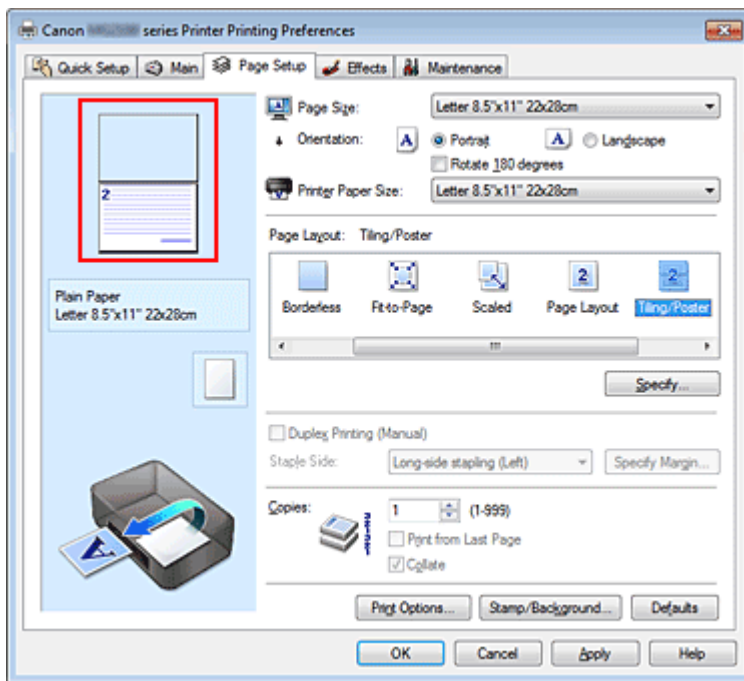 Canon series Printer Printing Preferences
Quick Setup Main Page Setup Effects Maintenance
2
Plain Paper
Letter 8.5"x11" 22x28cm
A
Page Size: Letter 8.5"x11" 22x28cm
Orientation: A Portrait A Landscape
Rotate 180 degrees
Printer Paper Size: Letter 8.5"x11" 22x28cm
Page Layout: Tiling/Poster
2 2
Borderless Fit-to-Page Scaled Page Layout Tiling/Poster
Specify...
Duplex Printing (Manual)
Staple Side: Long-side stapling (Left) Specify Margin...
Copies: 1 (1-999)
Print from Last Page
Collate
Print Options... Stamp/Background... Defaults
OK Cancel Apply Help